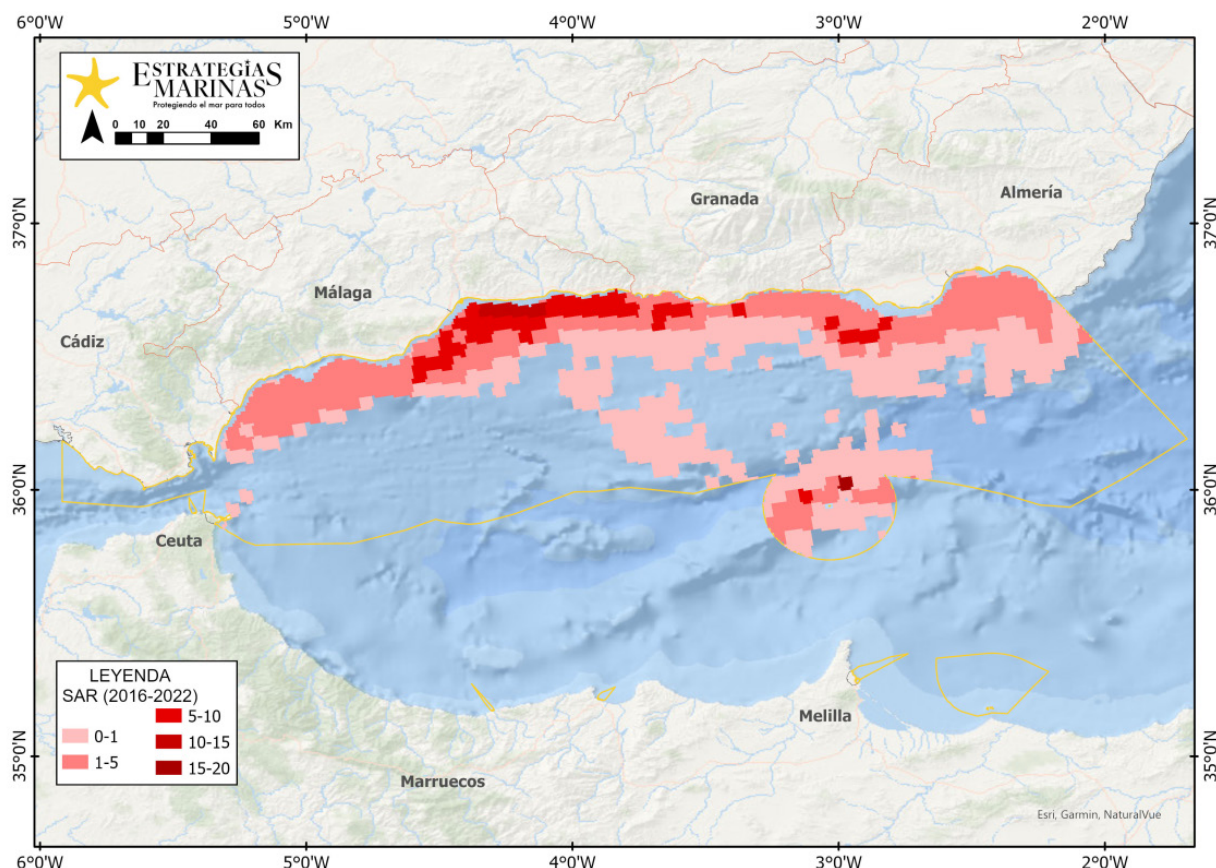 6°0'W 5°0'W 4°0'W 3°0'W 2°0'W
ESTRATEGIAS
MARINAS
Protegiendo el mar para todos
0 10 20 40 60 Km
37°0'N 37°0'N
Granada
Almería
Málaga
Cádiz
36°0'N 36°0'N
Ceuta
LEYENDA
SAR (2016-2022)
0-1
1-5
5-10
10-15
15-20
Melilla
35°0'N 35°0'N
Marruecos
Esri, Garmin, NaturalVue
6°0'W 5°0'W 4°0'W 3°0'W 2°0'W